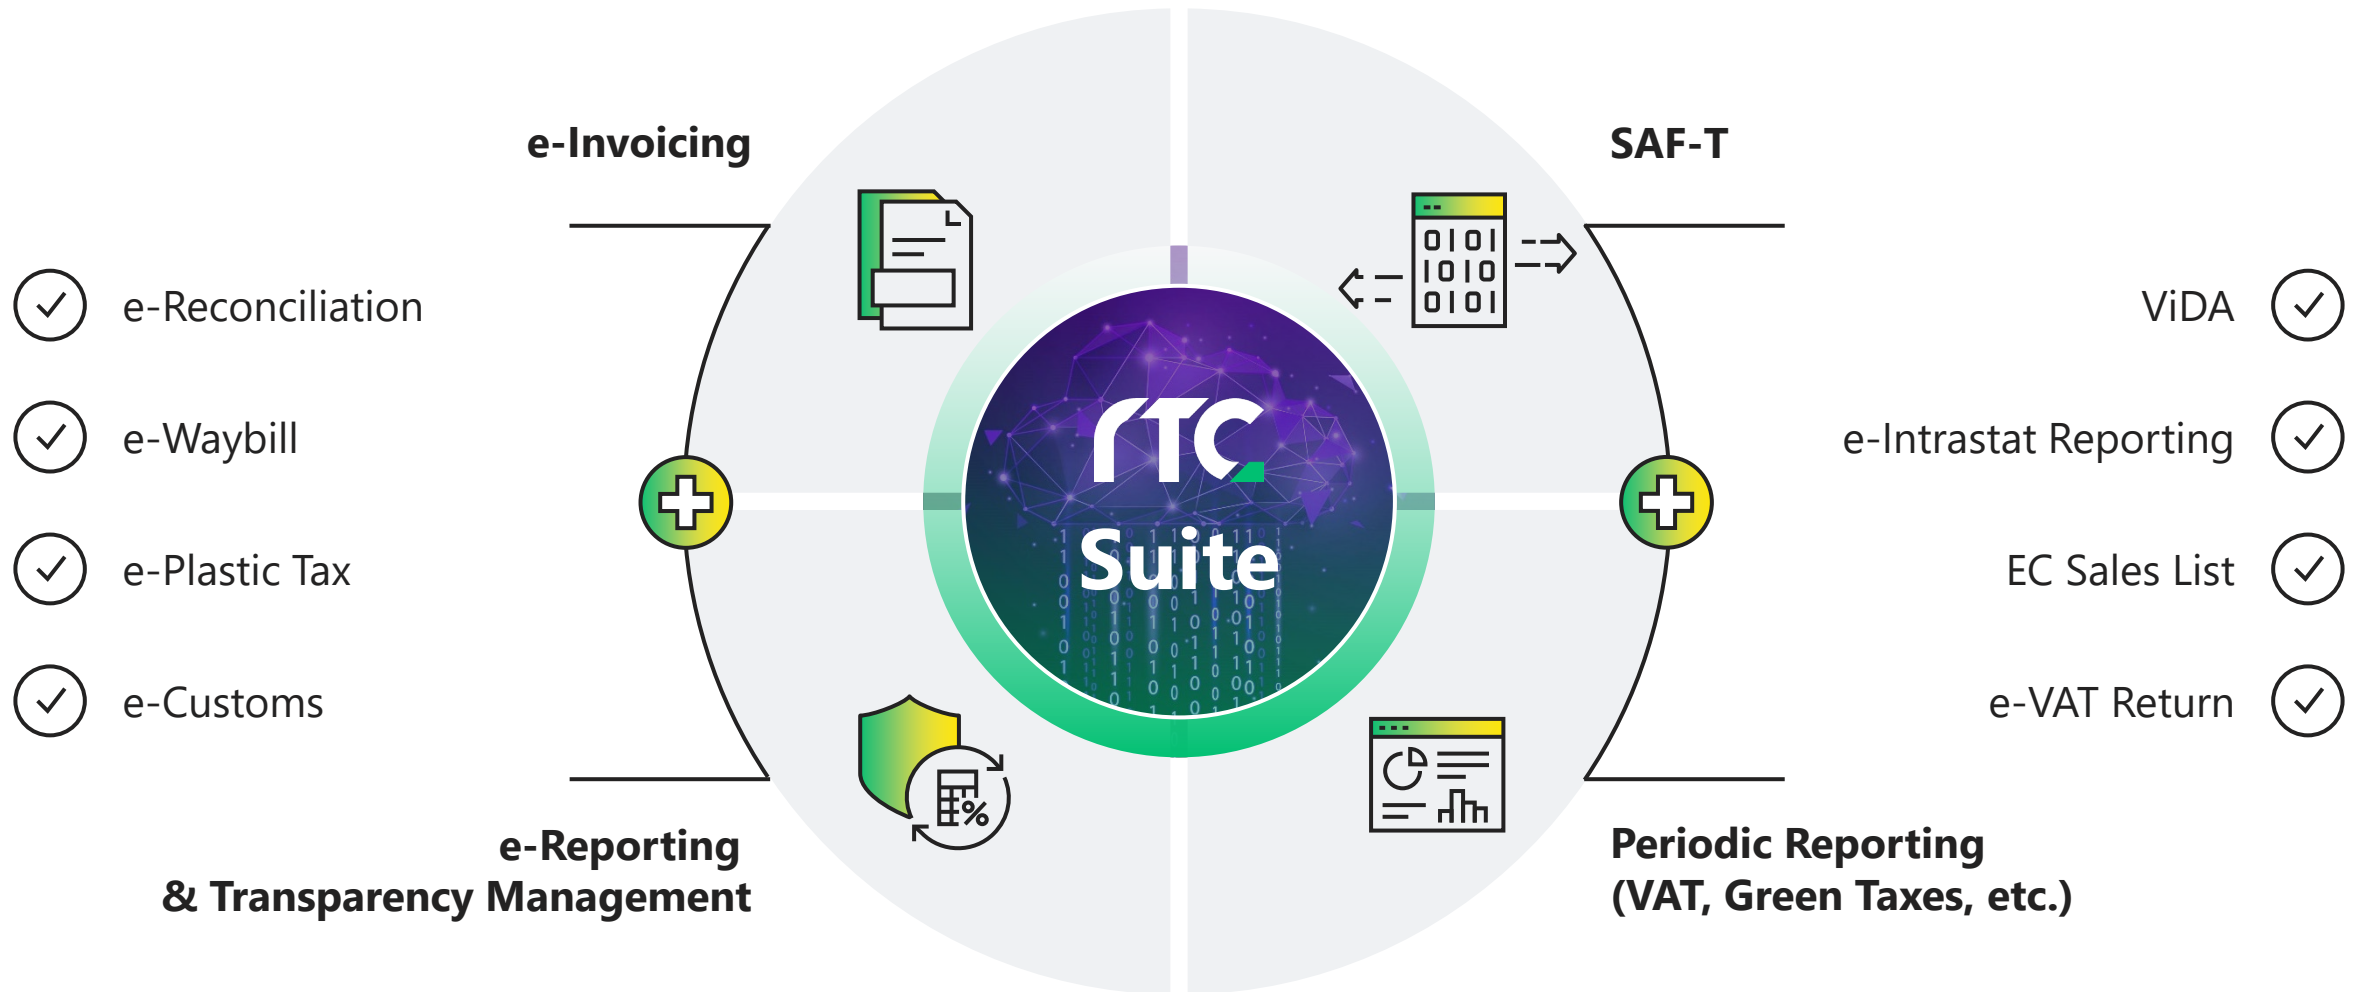 e-Invoicing
e-Reconciliation
e-Waybill
e-Plastic Tax
e-Customs
e-Reporting
& Transparency Management
rTC
Suite
SAF-T
ViDA
e-Intrastat Reporting
EC Sales List
e-VAT Return
Periodic Reporting
(VAT, Green Taxes, etc.)